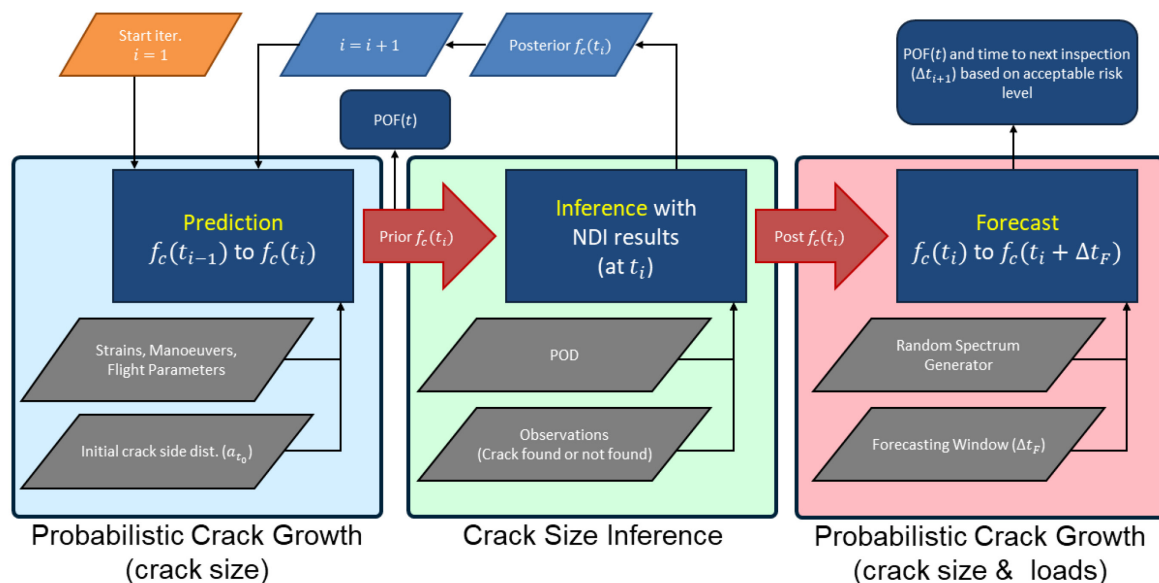 Start iter.
i = 1
i = i + 1
Posterior f_c(t_i)
POF(t) and time to next inspection
(Δt_{i+1}) based on acceptable risk
level
POF(t)
Prediction
f_c(t_{i−1}) to f_c(t_i)
Prior f_c(t_i)
Inference with
NDI results
(at t_i)
Post f_c(t_i)
Forecast
f_c(t_i) to f_c(t_i + Δt_F)
Strains, Manoeuvers,
Flight Parameters
POD
Random Spectrum
Generator
Initial crack side dist. (a_{t_0})
Observations
(Crack found or not found)
Forecasting Window (Δt_F)
Probabilistic Crack Growth
(crack size)
Crack Size Inference
Probabilistic Crack Growth
(crack size & loads)